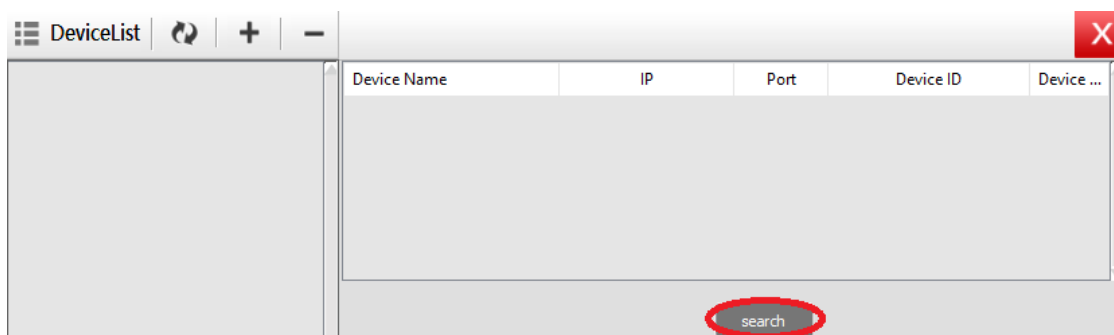 DeviceList
Device Name IP Port Device ID Device ...
search